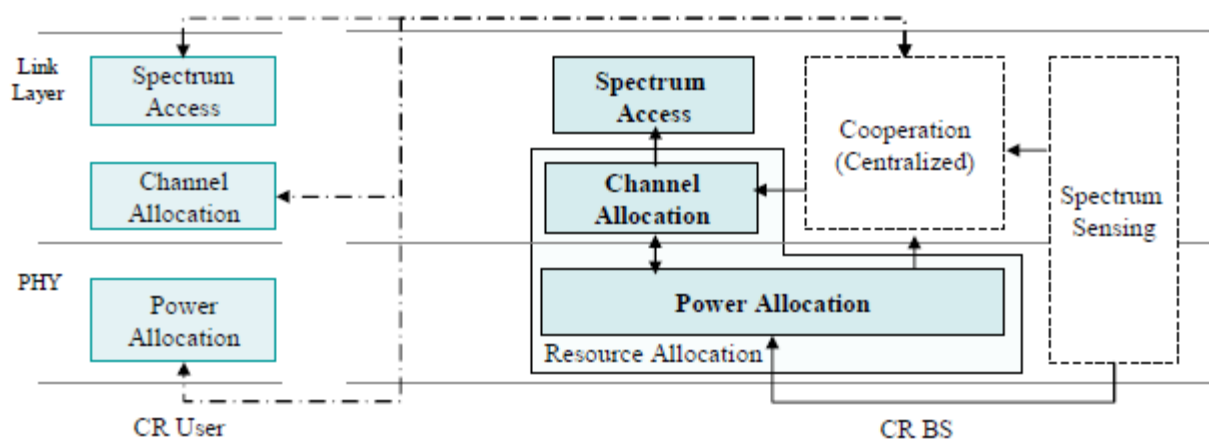 Link
Layer
Spectrum
Access
Channel
Allocation
PHY
Power
Allocation
CR User
Spectrum
Access
Channel
Allocation
Cooperation
(Centralized)
Spectrum
Sensing
Power Allocation
Resource Allocation
CR BS